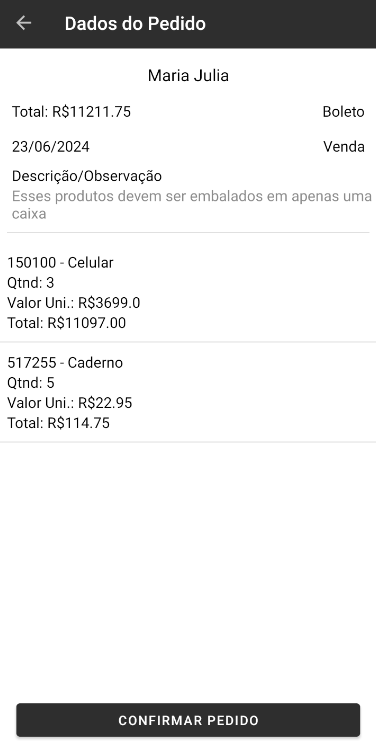 Dados do Pedido
Maria Julia
Total: R$11211.75
Boleto
23/06/2024
Venda
Descrição/Observação
Esses produtos devem ser embalados em apenas uma
caixa
150100 - Celular
Qtnd: 3
Valor Uni.: R$3699.0
Total: R$11097.00
517255 - Caderno
Qtnd: 5
Valor Uni.: R$22.95
Total: R$114.75
CONFIRMAR PEDIDO